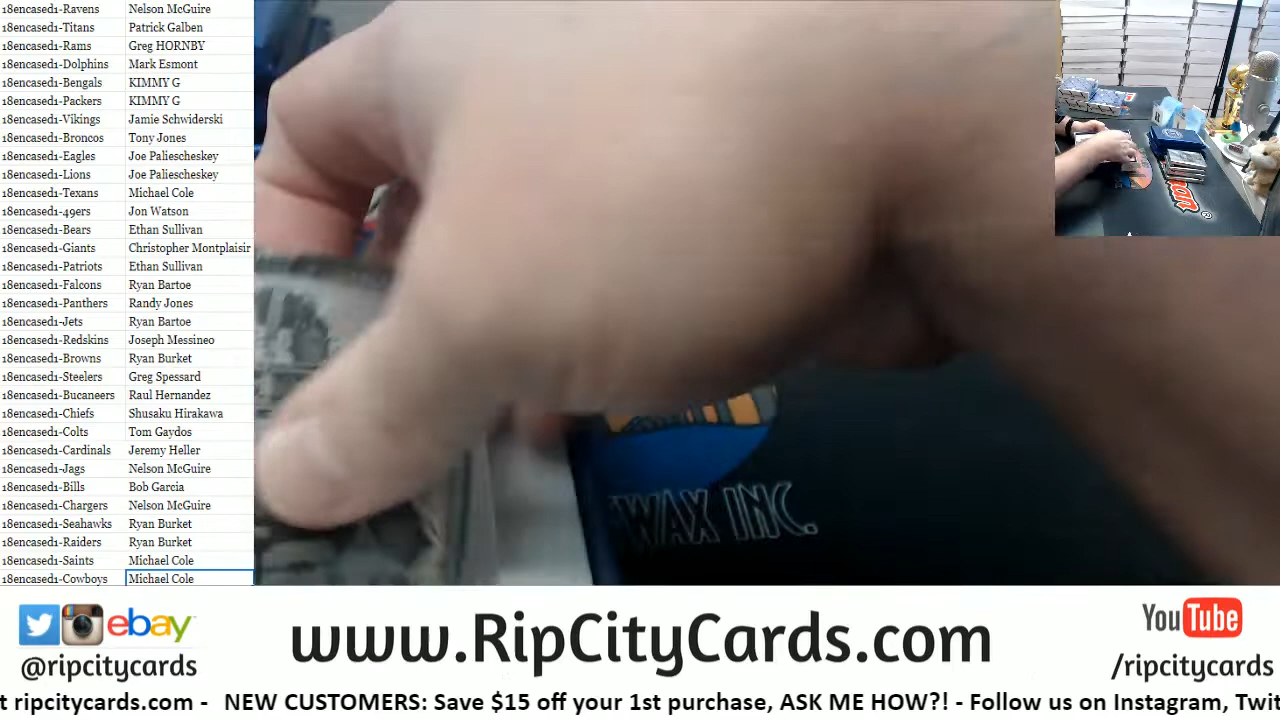 18encased1-Ravens Nelson McGuire
18encased1-Titans Patrick Galben
18encased1-Rams Greg HORNBY
18encased1-Dolphins Mark Esmont
18encased1-Bengals KIMMY G
18encased1-Packers KIMMY G
18encased1-Vikings Jamie Schwiderski
18encased1-Broncos Tony Jones
18encased1-Eagles Joe Paliescheskey
18encased1-Lions Joe Paliescheskey
18encased1-Texans Michael Cole
18encased1-49ers Jon Watson
18encased1-Bears Ethan Sullivan
18encased1-Giants Christopher Montplaisir
18encased1-Patriots Ethan Sullivan
18encased1-Falcons Ryan Bartoe
18encased1-Panthers Randy Jones
18encased1-Jets Ryan Bartoe
18encased1-Redskins Joseph Messineo
18encased1-Browns Ryan Burket
18encased1-Steelers Greg Spessard
18encased1-Bucaneers Raul Hernandez
18encased1-Chiefs Shusaku Hirakawa
18encased1-Colts Tom Gaydos
18encased1-Cardinals Jeremy Heller
18encased1-Jags Nelson McGuire
18encased1-Bills Bob Garcia
18encased1-Chargers Nelson McGuire
18encased1-Seahawks Ryan Burket
18encased1-Raiders Ryan Burket
18encased1-Saints Michael Cole
18encased1-Cowboys Michael Cole
WAX INC.
ebay
@ripcitycards
www.RipCityCards.com
YouTube
/ripcitycards
t ripcitycards.com - NEW CUSTOMERS: Save $15 off your 1st purchase, ASK ME HOW?! - Follow us on Instagram, Twit